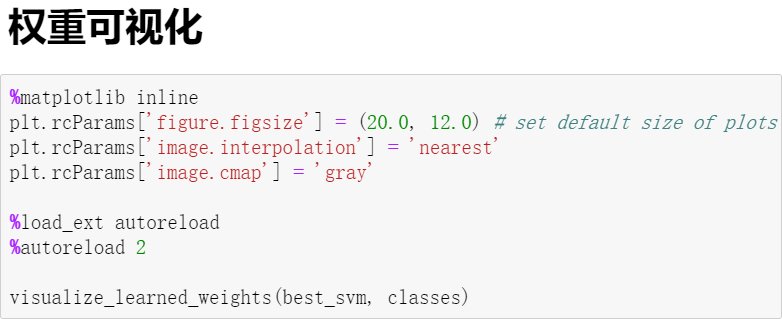 权重可视化
%matplotlib inline
plt.rcParams['figure.figsize'] = (20.0, 12.0) # set default size of plots
plt.rcParams['image.interpolation'] = 'nearest'
plt.rcParams['image.cmap'] = 'gray'
%load_ext autoreload
%autoreload 2
visualize_learned_weights(best_svm, classes)